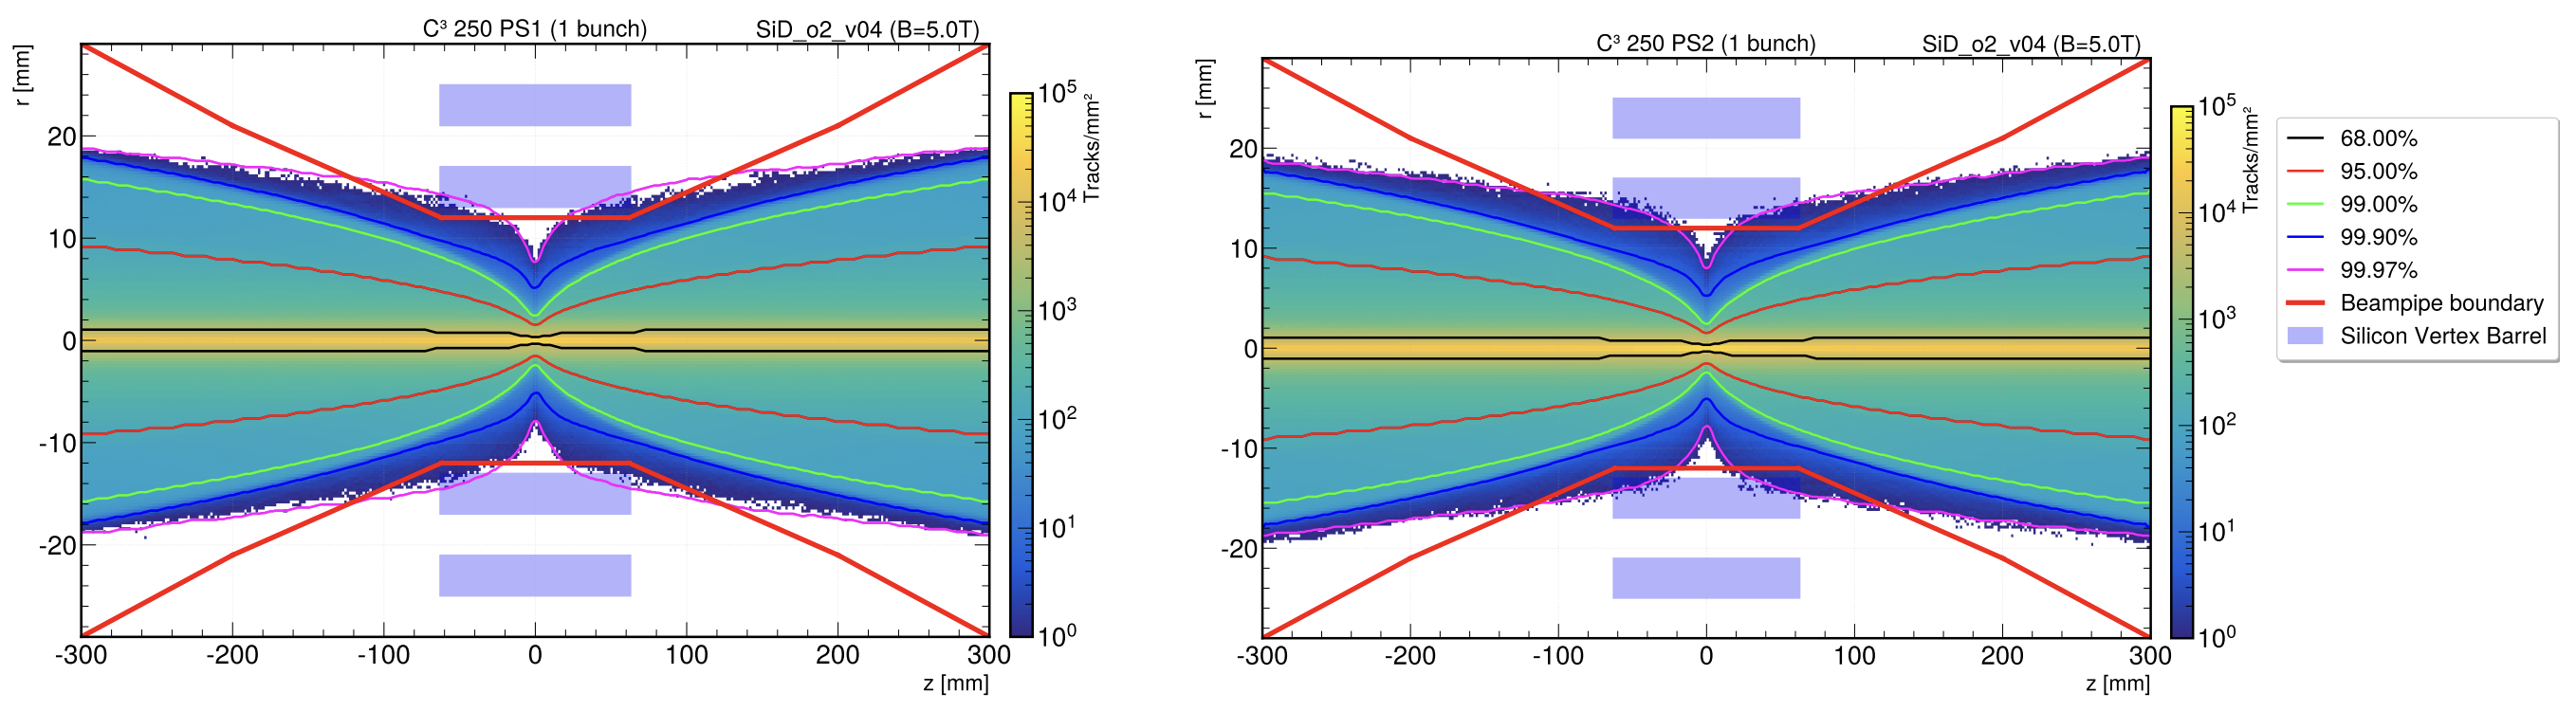 C³ 250 PS1 (1 bunch) SiD_o2_v04 (B=5.0T)
r [mm]
20
10
0
-10
-20
-300 -200 -100 0 100 200 300
z [mm]
10⁵
10⁴
10³
10²
10¹
10⁰
Tracks/mm²
C³ 250 PS2 (1 bunch) SiD_o2_v04 (B=5.0T)
r [mm]
20
10
0
-10
-20
-300 -200 -100 0 100 200 300
z [mm]
10⁵
10⁴
10³
10²
10¹
10⁰
Tracks/mm²
68.00%
95.00%
99.00%
99.90%
99.97%
Beampipe boundary
Silicon Vertex Barrel